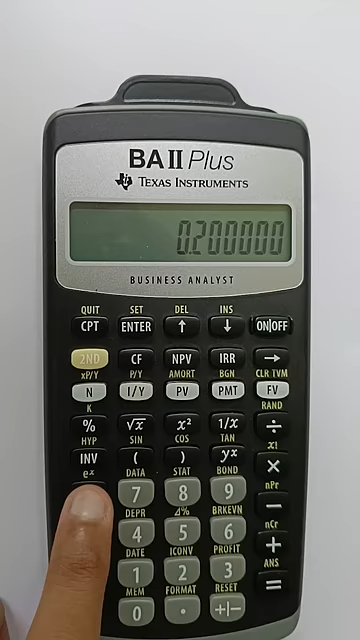 BA II Plus
TEXAS INSTRUMENTS
0.200000
BUSINESS ANALYST
QUIT SET DEL INS
CPT ENTER ↑ ↓ ON|OFF
2ND CF NPV IRR →
xP/Y P/Y AMORT BGN CLR TVM
N I/Y PV PMT FV
K RAND
% √x x² 1/x ÷
HYP SIN COS TAN x!
INV ( ) yˣ ×
eˣ DATA STAT BOND nPr
7 8 9 −
DEPR Δ% BRKEVN nCr
4 5 6 +
DATE ICONV PROFIT ANS
1 2 3 =
MEM FORMAT RESET
0 . +|−